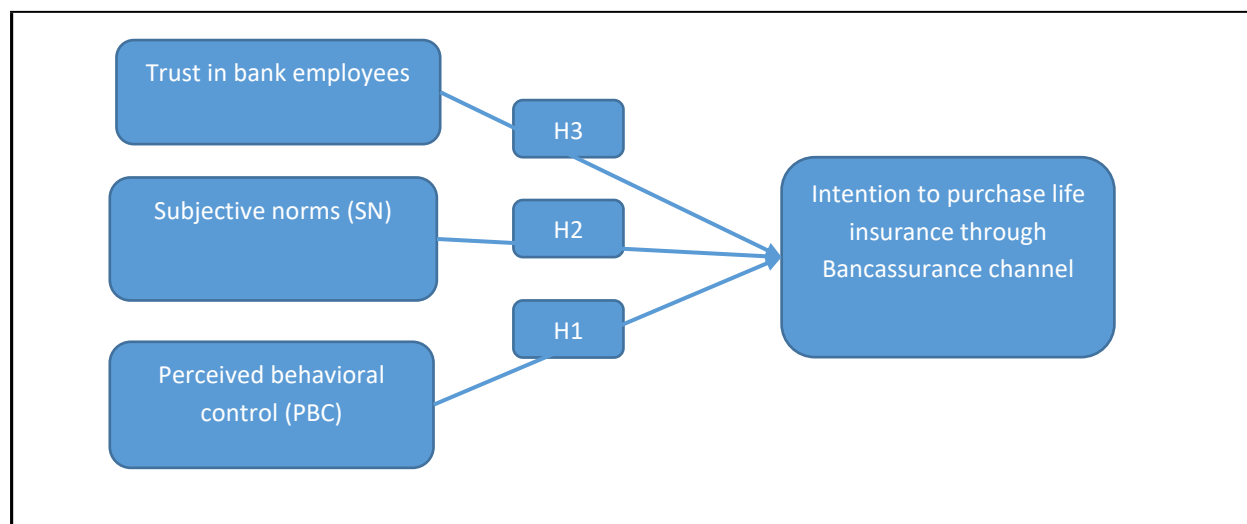 Trust in bank employees
H3
Subjective norms (SN)
H2
Intention to purchase life
insurance through
Bancassurance channel
H1
Perceived behavioral
control (PBC)